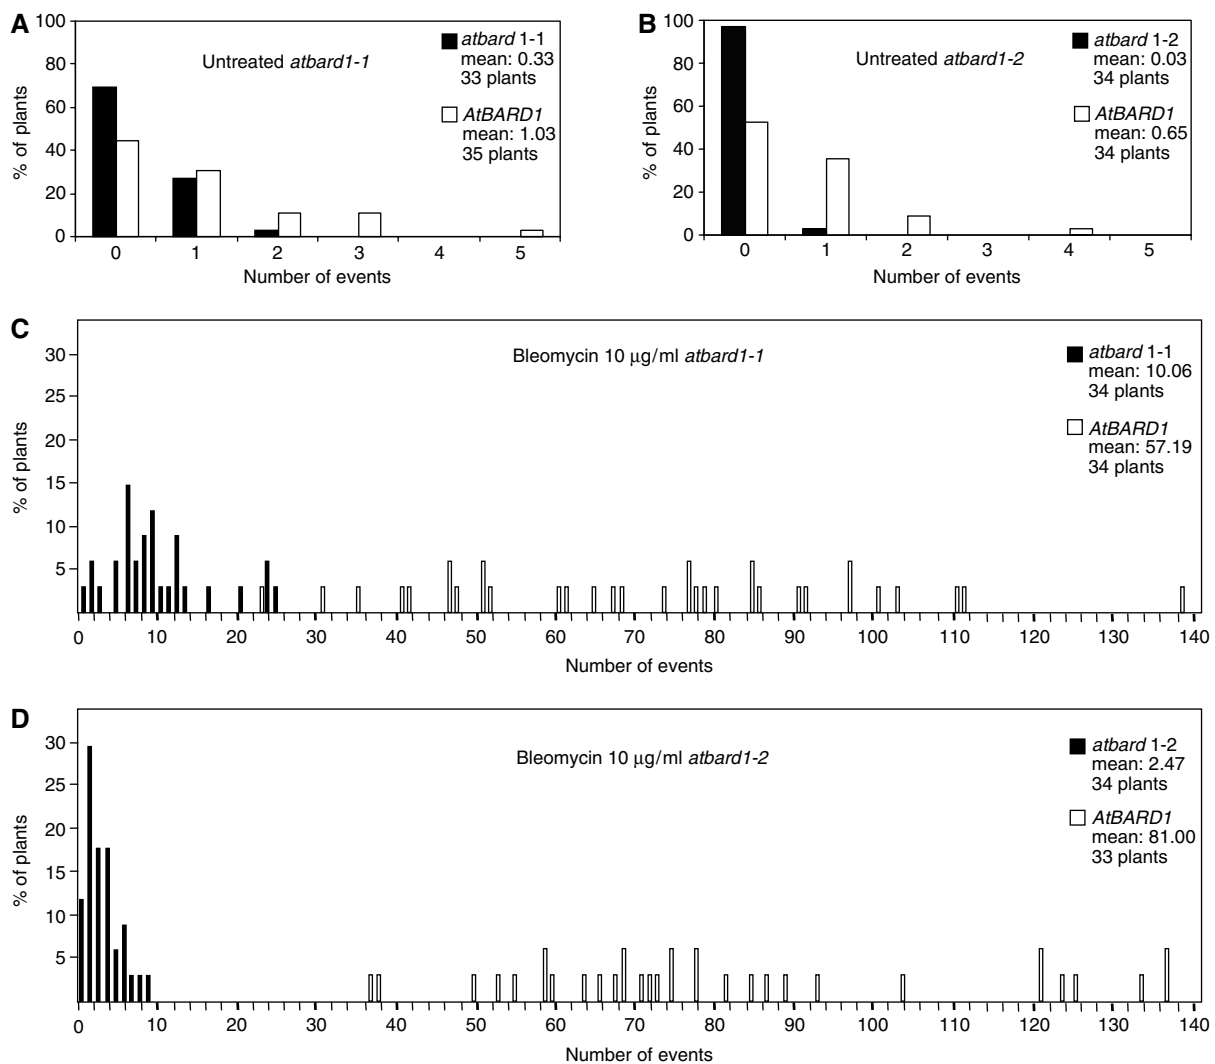 A
% of plants
100
80
60
40
20
0
Untreated atbard1-1
atbard 1-1
mean: 0.33
33 plants
AtBARD1
mean: 1.03
35 plants
0 1 2 3 4 5
Number of events
B
% of plants
100
80
60
40
20
0
Untreated atbard1-2
atbard 1-2
mean: 0.03
34 plants
AtBARD1
mean: 0.65
34 plants
0 1 2 3 4 5
Number of events
C
% of plants
30
25
20
15
10
5
Bleomycin 10 µg/ml atbard1-1
atbard 1-1
mean: 10.06
34 plants
AtBARD1
mean: 57.19
34 plants
0 10 20 30 40 50 60 70 80 90 100 110 120 130 140
Number of events
D
% of plants
30
25
20
15
10
5
Bleomycin 10 µg/ml atbard1-2
atbard 1-2
mean: 2.47
34 plants
AtBARD1
mean: 81.00
33 plants
0 10 20 30 40 50 60 70 80 90 100 110 120 130 140
Number of events